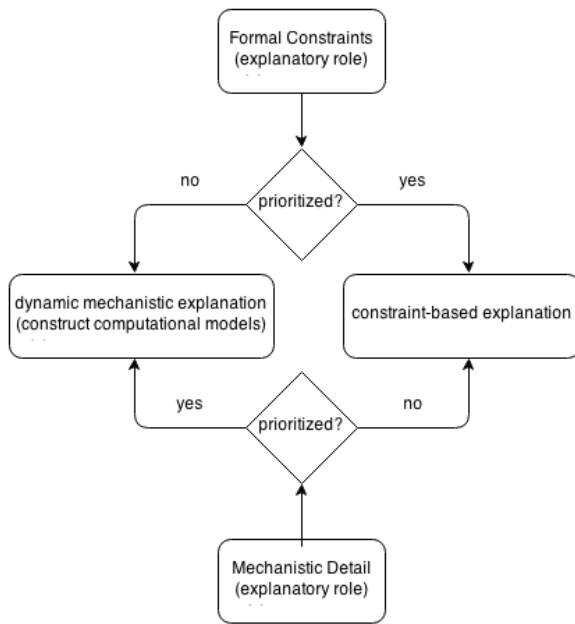 Formal Constraints
(explanatory role)
no
yes
prioritized?
dynamic mechanistic explanation
(construct computational models)
constraint-based explanation
yes
no
prioritized?
Mechanistic Detail
(explanatory role)